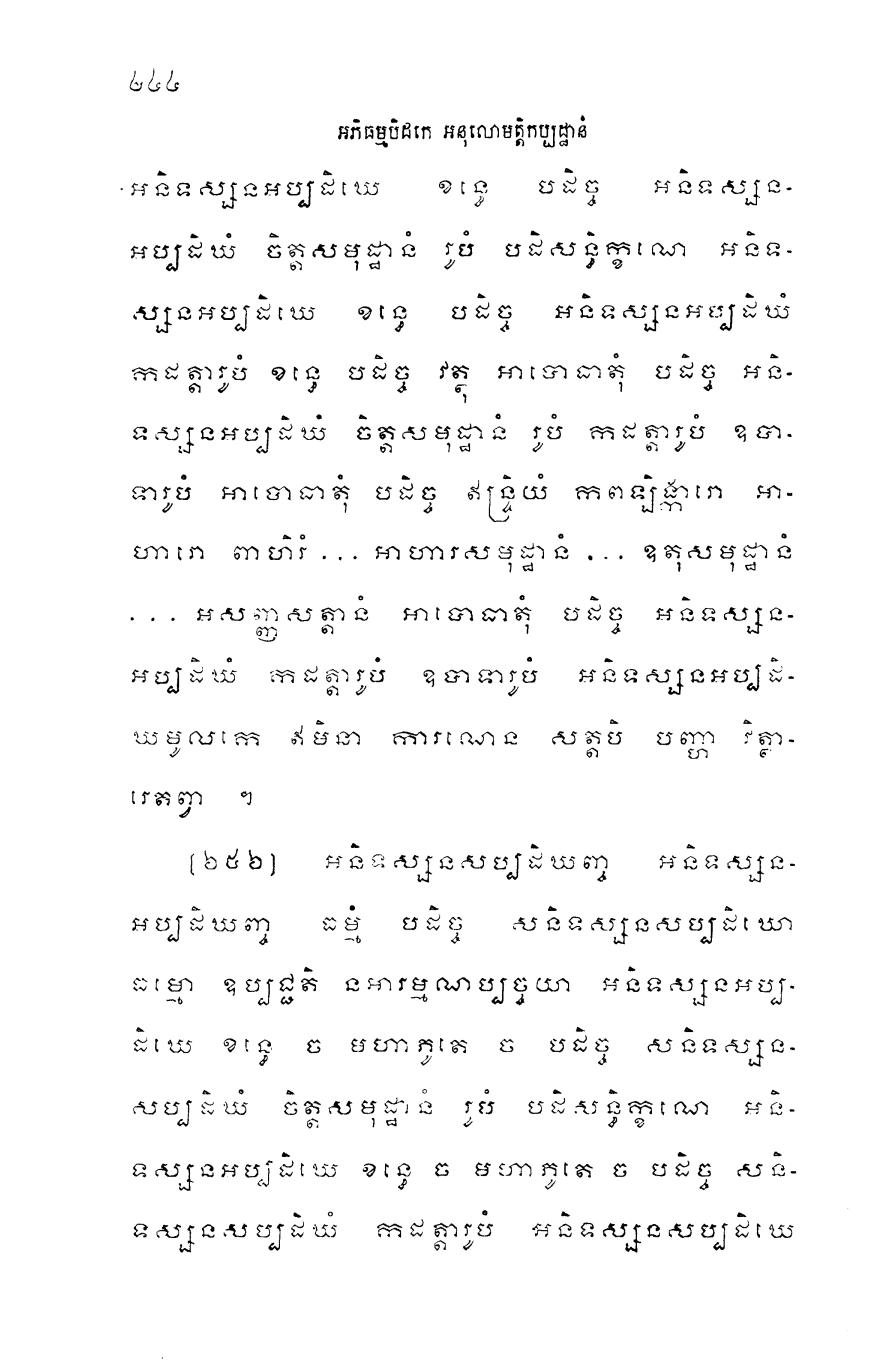 ៤៤៤
អភិធម្មបិដកេ អនុលោមត្តិកប្បដ្ឋានំ
អនិទស្សនអប្បដិឃេ ខន្ធេ បដិច្ច អនិទស្សន-
អប្បដិឃំ ចិត្តសមុដ្ឋានំ រូបំ បដិសន្ធិក្ខណេ អនិទ-
ស្សនអប្បដិឃេ ខន្ធេ បដិច្ច អនិទស្សនអប្បដិឃំ
កដត្តារូបំ ខន្ធេ បដិច្ច វត្ថុ អាបោធាតុំ បដិច្ច អនិ-
ទស្សនអប្បដិឃំ ចិត្តសមុដ្ឋានំ រូបំ កដត្តារូបំ ឧបា-
ទារូបំ អាបោធាតុំ បដិច្ច ឥន្ទ្រិយំ កពឡិង្ការោ អា-
ហារោ ពាហិរំ ... អាហារសមុដ្ឋានំ ... ឧតុសមុដ្ឋានំ
... អសញ្ញសត្តានំ អាបោធាតុំ បដិច្ច អនិទស្សន-
អប្បដិឃំ កដត្តារូបំ ឧបាទារូបំ អនិទស្សនអប្បដិ-
ឃមូលកេ ឥមិនា ការណេន សត្តបិ បញ្ហា វិត្ថា-
រេតព្វា ។
[២៥២] អនិទស្សនសប្បដិឃញ្ច អនិទស្សន-
អប្បដិឃញ្ច ធម្មំ បដិច្ច សនិទស្សនសប្បដិឃោ
ធម្មោ ឧប្បជ្ជតិ នអារម្មណប្បច្ចយា អនិទស្សនអប្ប-
ដិឃេ ខន្ធេ ច មហាភូតេ ច បដិច្ច សនិទស្សន-
សប្បដិឃំ ចិត្តសមុដ្ឋានំ រូបំ បដិសន្ធិក្ខណេ អនិ-
ទស្សនអប្បដិឃេ ខន្ធេ ច មហាភូតេ ច បដិច្ច សនិ-
ទស្សនសប្បដិឃំ កដត្តារូបំ អនិទស្សនសប្បដិឃេ